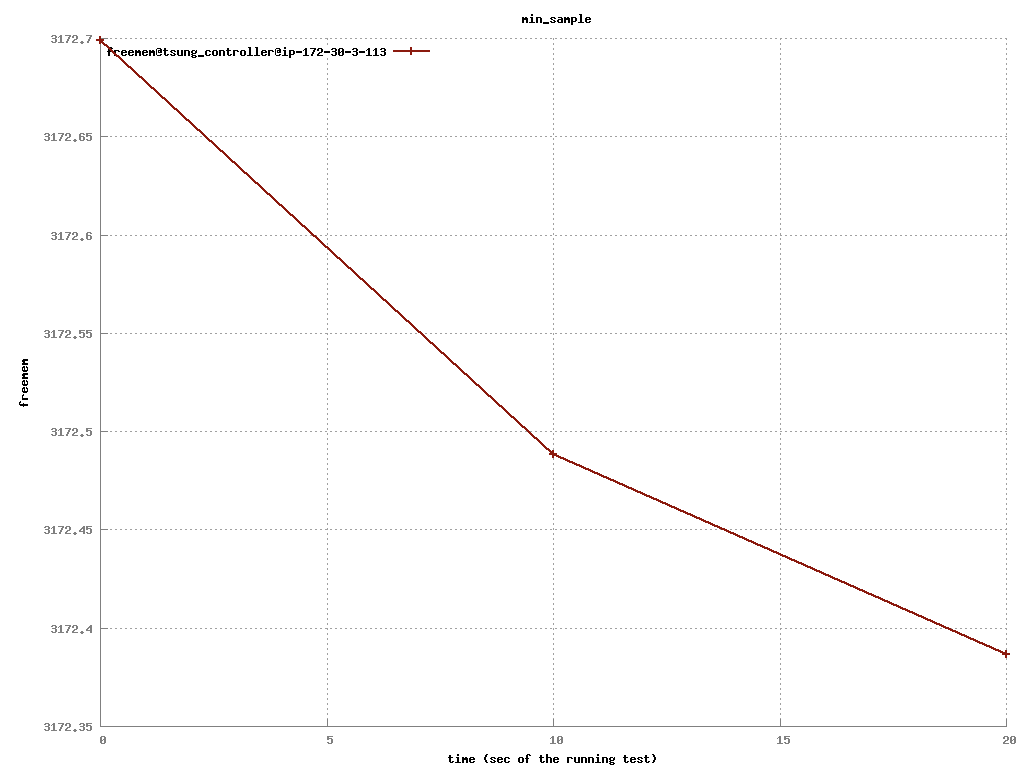 min_sample
3172.7
freemem@tsung_controller@ip-172-30-3-113
3172.65
3172.6
3172.55
3172.5
3172.45
3172.4
3172.35
freemem
0 5 10 15 20
time (sec of the running test)